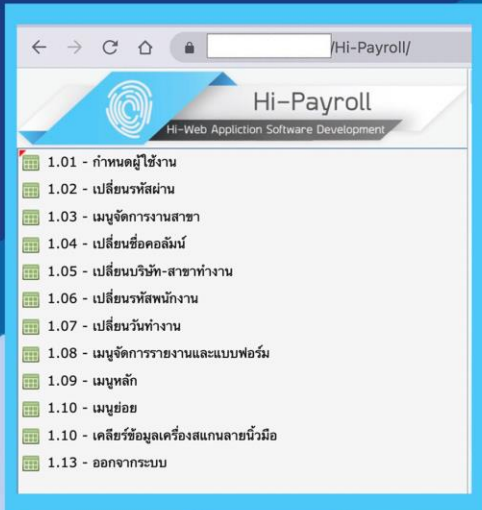 /Hi-Payroll/
Hi-Payroll
Hi-Web Appliction Software Development
1.01 - กำหนดผู้ใช้งาน
1.02 - เปลี่ยนรหัสผ่าน
1.03 - เมนูจัดการงานสาขา
1.04 - เปลี่ยนชื่อคอลัมน์
1.05 - เปลี่ยนบริษัท-สาขาทำงาน
1.06 - เปลี่ยนรหัสพนักงาน
1.07 - เปลี่ยนวันทำงาน
1.08 - เมนูจัดการรายงานและแบบฟอร์ม
1.09 - เมนูหลัก
1.10 - เมนูย่อย
1.10 - เคลียร์ข้อมูลเครื่องสแกนลายนิ้วมือ
1.13 - ออกจากระบบ